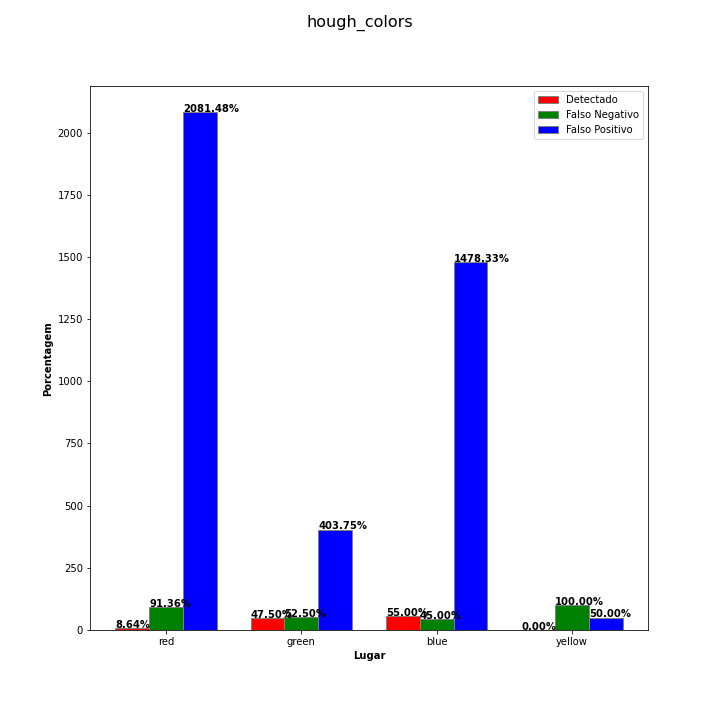 hough_colors
Detectado
Falso Negativo
Falso Positivo
Porcentagem
2000
1750
1500
1250
1000
750
500
250
0
2081.48%
1478.33%
403.75%
8.64%
91.36%
47.50%
52.50%
55.00%
45.00%
0.00%
100.00%
50.00%
red
green
blue
yellow
Lugar